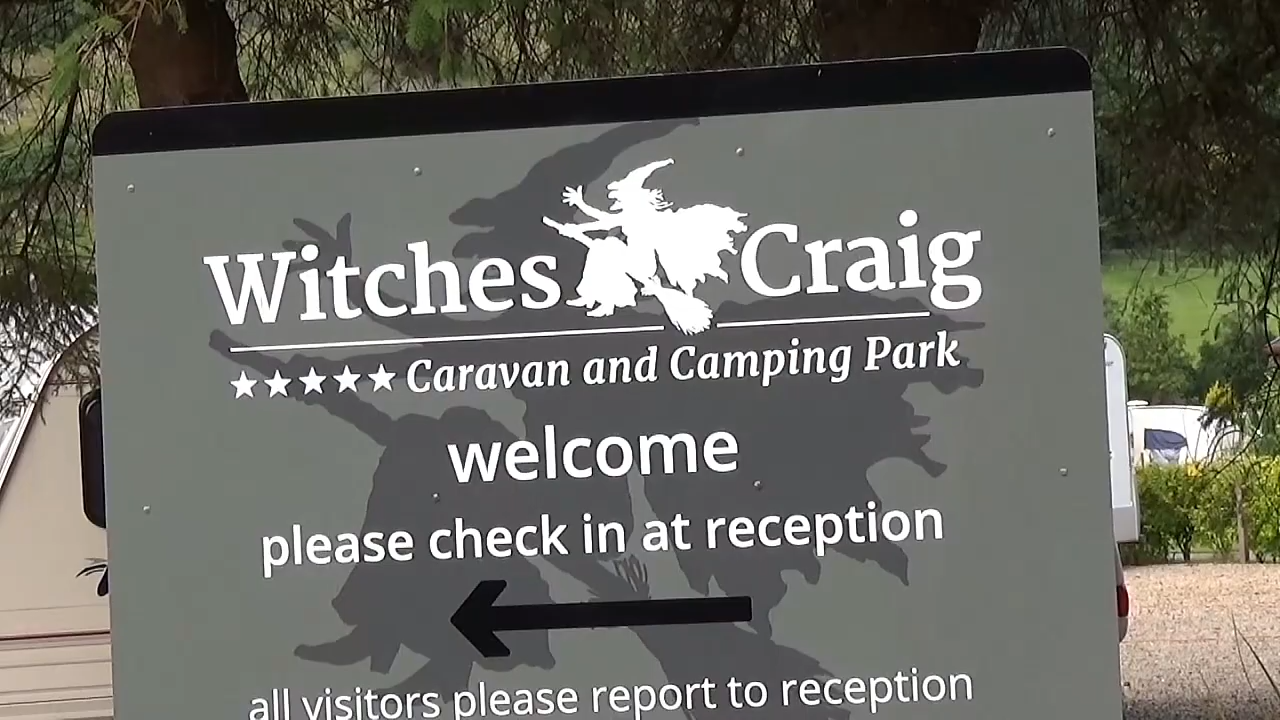 Witches Craig
★★★★★ Caravan and Camping Park
welcome
please check in at reception
all visitors please report to reception